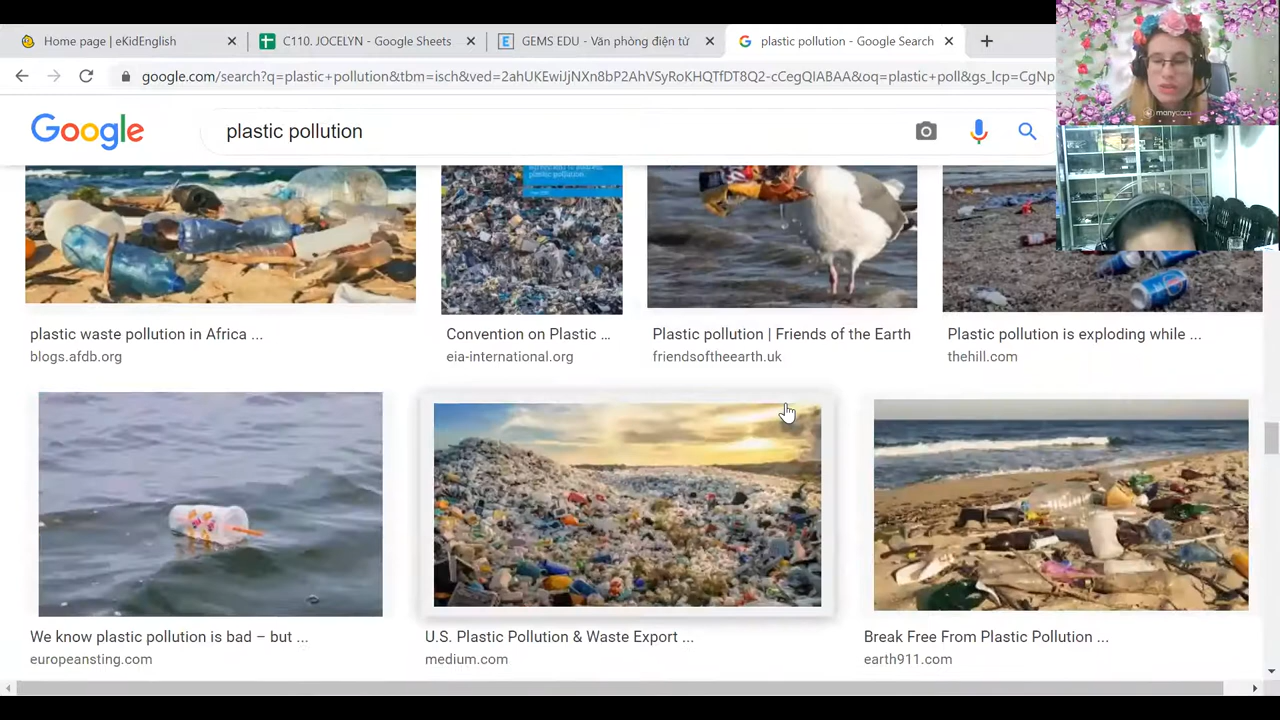 Home page | eKidEnglish
C110. JOCELYN - Google Sheets
GEMS EDU - Văn phòng điện tử
plastic pollution - Google Search
google.com/search?q=plastic+pollution&tbm=isch&ved=2ahUKEwiJjNXn8bP2AhVSyRoKHQTfDT8Q2-cCegQIABAA&oq=plastic+poll&gs_lcp=CgNp
Google
plastic pollution
manycam
plastic pollution.
plastic waste pollution in Africa ...
blogs.afdb.org
Convention on Plastic ...
eia-international.org
Plastic pollution | Friends of the Earth
friendsoftheearth.uk
Plastic pollution is exploding while ...
thehill.com
We know plastic pollution is bad – but ...
europeansting.com
U.S. Plastic Pollution & Waste Export ...
medium.com
Break Free From Plastic Pollution ...
earth911.com